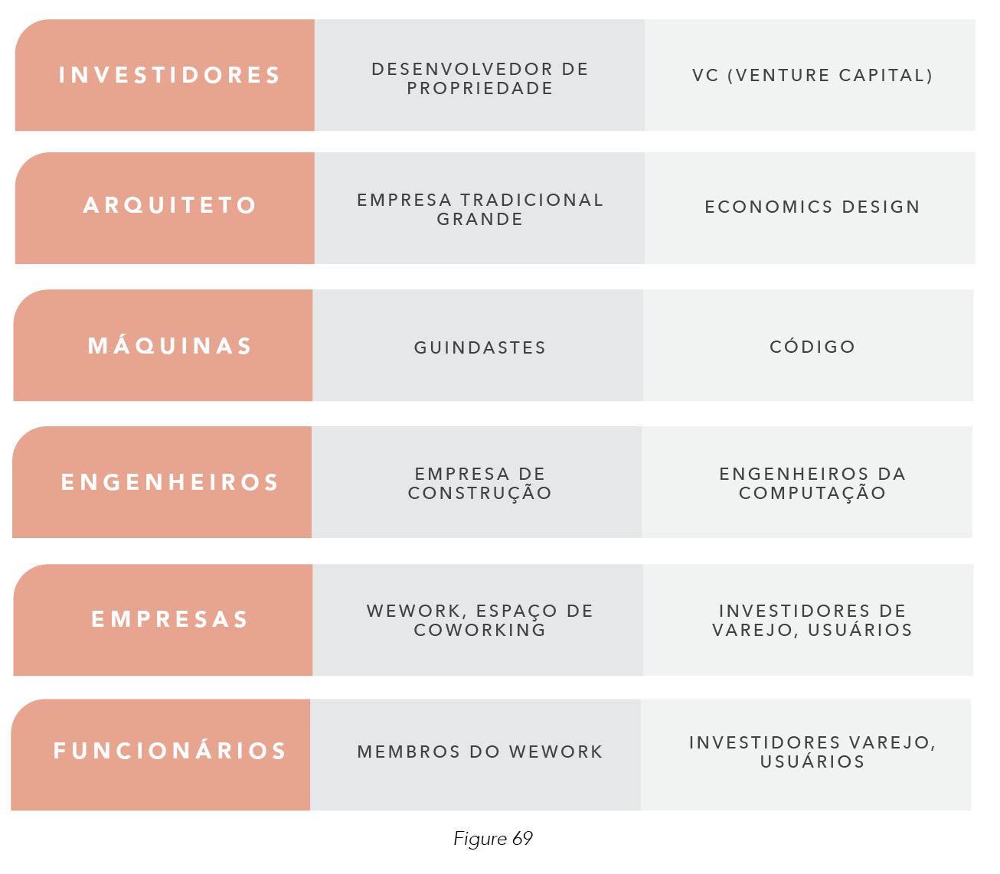 INVESTIDORES
DESENVOLVEDOR DE
PROPRIEDADE
VC (VENTURE CAPITAL)
ARQUITETO
EMPRESA TRADICIONAL
GRANDE
ECONOMICS DESIGN
MÁQUINAS
GUINDASTES
CÓDIGO
ENGENHEIROS
EMPRESA DE
CONSTRUÇÃO
ENGENHEIROS DA
COMPUTAÇÃO
EMPRESAS
WEWORK, ESPAÇO DE
COWORKING
INVESTIDORES DE
VAREJO, USUÁRIOS
FUNCIONÁRIOS
MEMBROS DO WEWORK
INVESTIDORES VAREJO,
USUÁRIOS
Figure 69